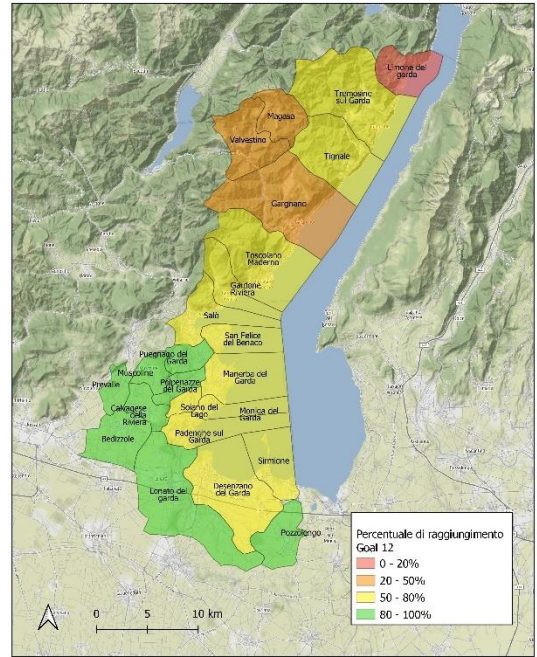 Limone del
garda
Tremosine
sul Garda
Magasa
Valvestino
Tignale
Gargnano
Toscolano
Maderno
Gardone
Riviera
Salò
San Felice
del Benaco
Puegnago del
Garda
Muscoline
Manerba del
Garda
Prevalle
Polpenazze
del Garda
Calvagese
della
Riviera
Soiano del
Lago
Moniga del
Garda
Bedizzole
Padenghe sul
Garda
Sirmione
Lonato del
garda
Desenzano
del Garda
Pozzolengo
Percentuale di raggiungimento
Goal 12
0 - 20%
20 - 50%
50 - 80%
80 - 100%
0 5 10 km